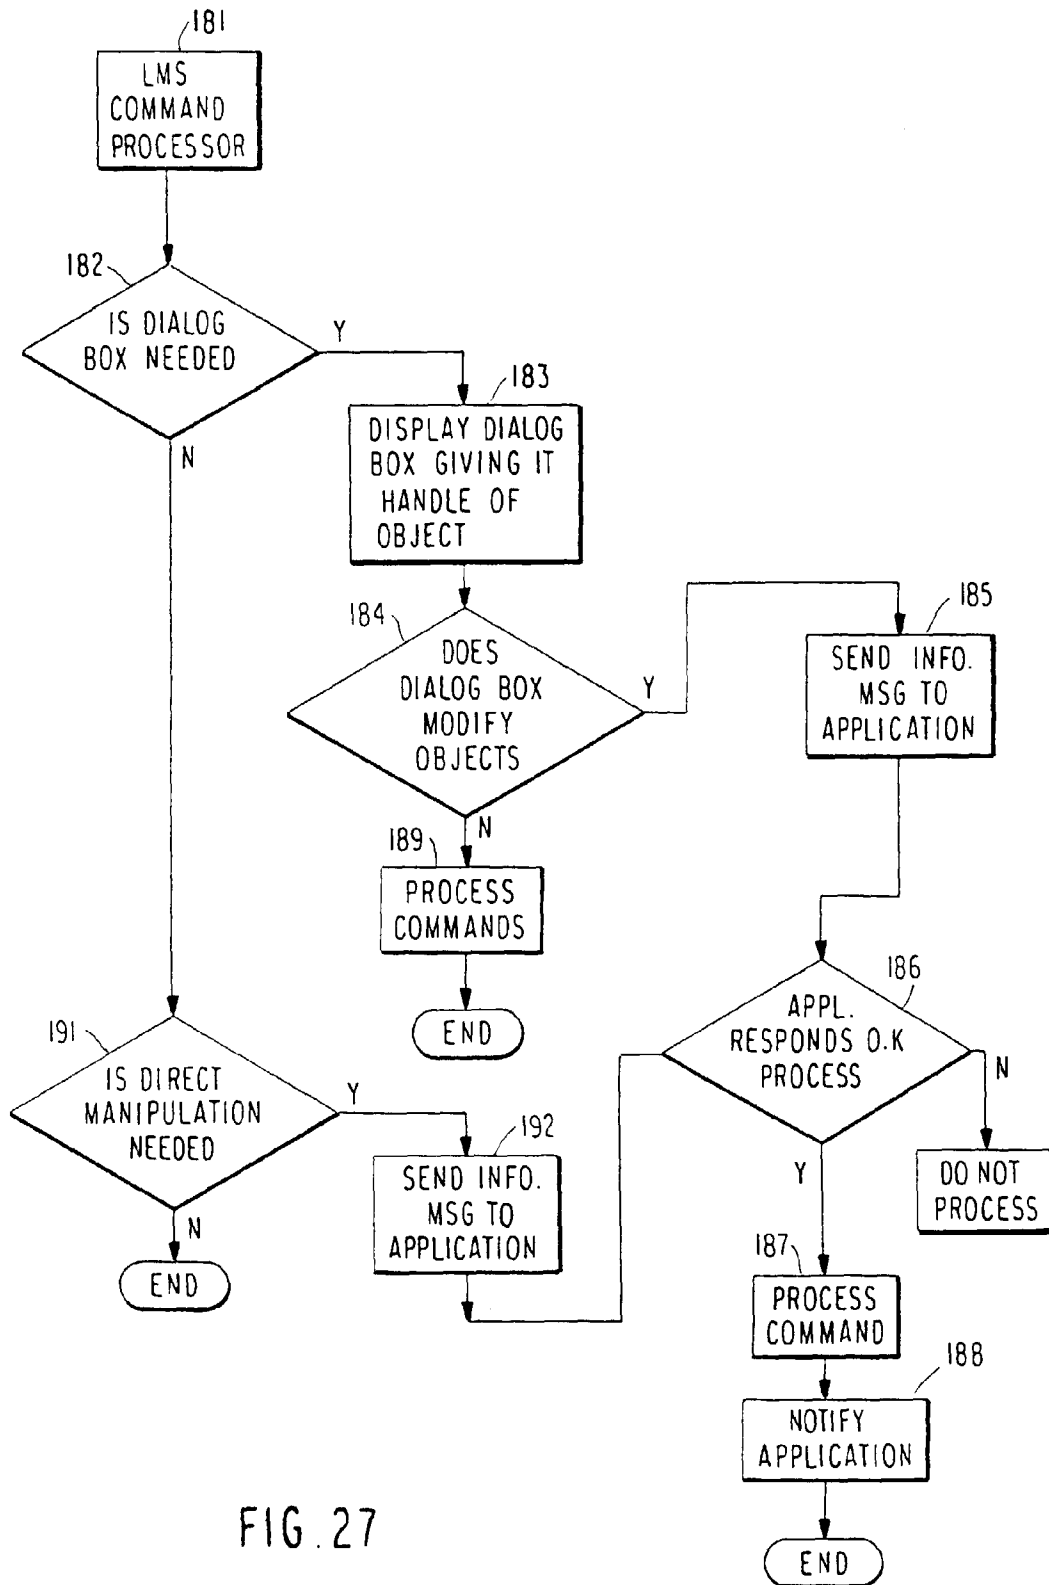 181
LMS
COMMAND
PROCESSOR
182
IS DIALOG
BOX NEEDED
Y
N
183
DISPLAY DIALOG
BOX GIVING IT
HANDLE OF
OBJECT
184
DOES
DIALOG BOX
MODIFY
OBJECTS
Y
N
185
SEND INFO.
MSG TO
APPLICATION
189
PROCESS
COMMANDS
END
186
APPL.
RESPONDS O.K
PROCESS
N
Y
DO NOT
PROCESS
191
IS DIRECT
MANIPULATION
NEEDED
Y
N
END
192
SEND INFO.
MSG TO
APPLICATION
187
PROCESS
COMMAND
188
NOTIFY
APPLICATION
END
FIG. 27